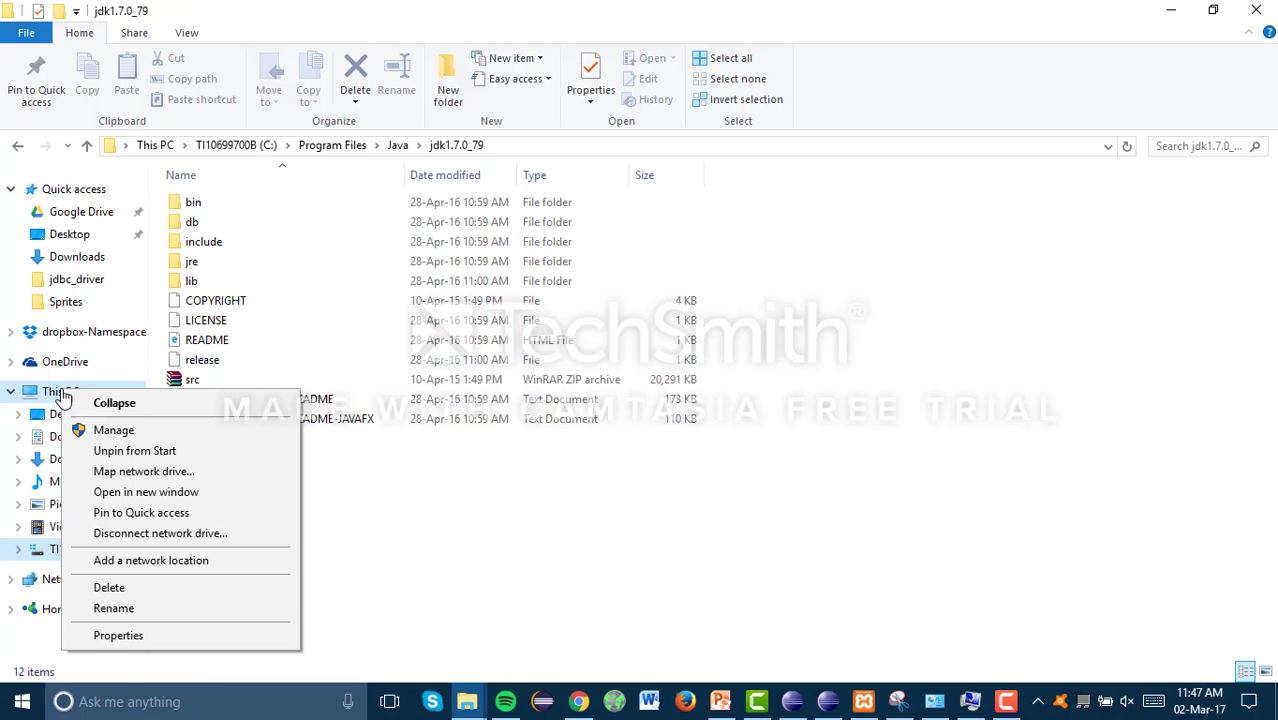 jdk1.7.0_79
File Home Share View
Pin to Quick access
Copy
Paste
Cut
Copy path
Paste shortcut
Clipboard
Move to
Copy to
Delete
Rename
Organize
New folder
New item
Easy access
New
Properties
Open
Edit
History
Open
Select all
Select none
Invert selection
Select
This PC TI10699700B (C:) Program Files Java jdk1.7.0_79
Search jdk1.7.0_...
Name Date modified Type Size
Quick access
Google Drive
Desktop
Downloads
jdbc_driver
Sprites
dropbox-Namespace
OneDrive
bin 28-Apr-16 10:59 AM File folder
db 28-Apr-16 10:59 AM File folder
include 28-Apr-16 10:59 AM File folder
jre 28-Apr-16 10:59 AM File folder
lib 28-Apr-16 11:00 AM File folder
COPYRIGHT 10-Apr-15 1:49 PM File 4 KB
LICENSE 28-Apr-16 10:59 AM File 1 KB
README 28-Apr-16 10:59 AM HTML File 1 KB
release 28-Apr-16 11:00 AM File 1 KB
src 10-Apr-15 1:49 PM WinRAR ZIP archive 20,291 KB
ADME 28-Apr-16 10:59 AM Text Document 173 KB
ADME-JAVAFX 28-Apr-16 10:59 AM Text Document 110 KB
TechSmith®
MADE WITH CAMTASIA FREE TRIAL
Collapse
Manage
Unpin from Start
Map network drive...
Open in new window
Pin to Quick access
Disconnect network drive...
Add a network location
Delete
Rename
Properties
12 items
Ask me anything
11:47 AM
02-Mar-17